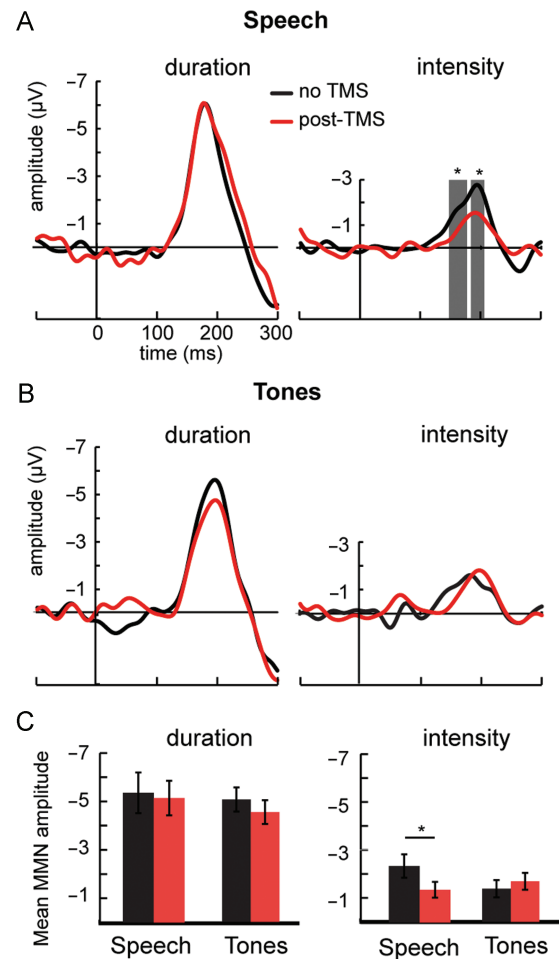 A
Speech
duration
intensity
no TMS
post-TMS
amplitude (µV)
–7
–5
–3
–1
–3
–1
* *
0 100 200 300
time (ms)
B
Tones
duration
intensity
amplitude (µV)
–7
–5
–3
–1
–3
–1
C
duration
intensity
Mean MMN amplitude
–7
–5
–3
–1
–7
–5
–3
–1
*
Speech Tones
Speech Tones